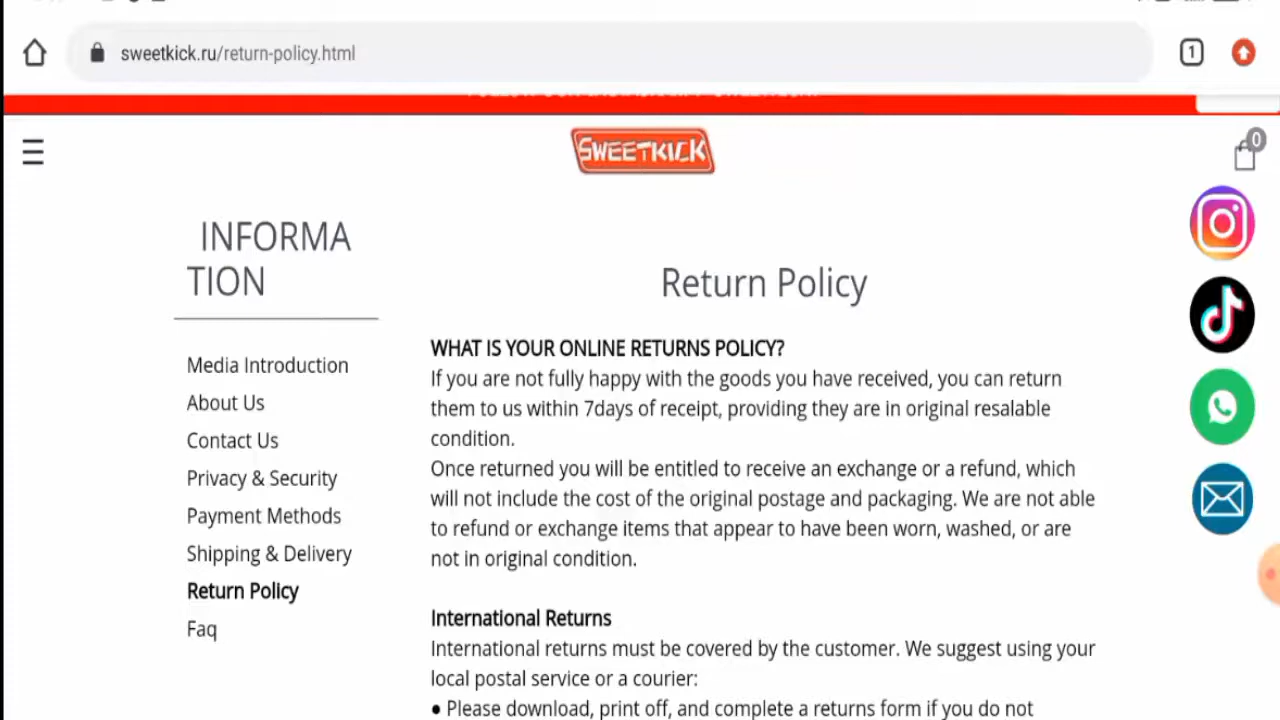 sweetkick.ru/return-policy.html
1
SWEETKICK
0
INFORMA
TION
Media Introduction
About Us
Contact Us
Privacy & Security
Payment Methods
Shipping & Delivery
Return Policy
Faq
Return Policy
WHAT IS YOUR ONLINE RETURNS POLICY?
If you are not fully happy with the goods you have received, you can return
them to us within 7days of receipt, providing they are in original resalable
condition.
Once returned you will be entitled to receive an exchange or a refund, which
will not include the cost of the original postage and packaging. We are not able
to refund or exchange items that appear to have been worn, washed, or are
not in original condition.
International Returns
International returns must be covered by the customer. We suggest using your
local postal service or a courier:
● Please download, print off, and complete a returns form if you do not